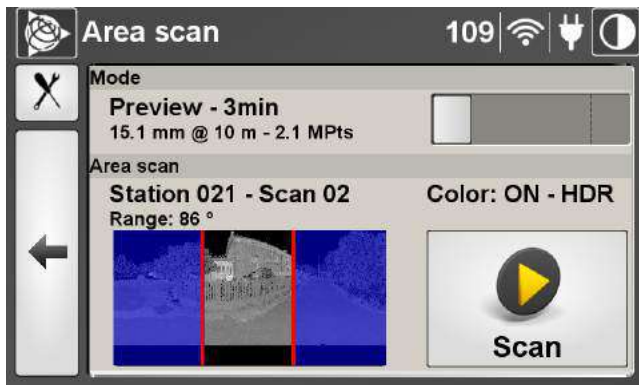 Area scan
109
Mode
Preview - 3min
15.1 mm @ 10 m - 2.1 MPts
Area scan
Station 021 - Scan 02
Color: ON - HDR
Range: 86 °
Scan